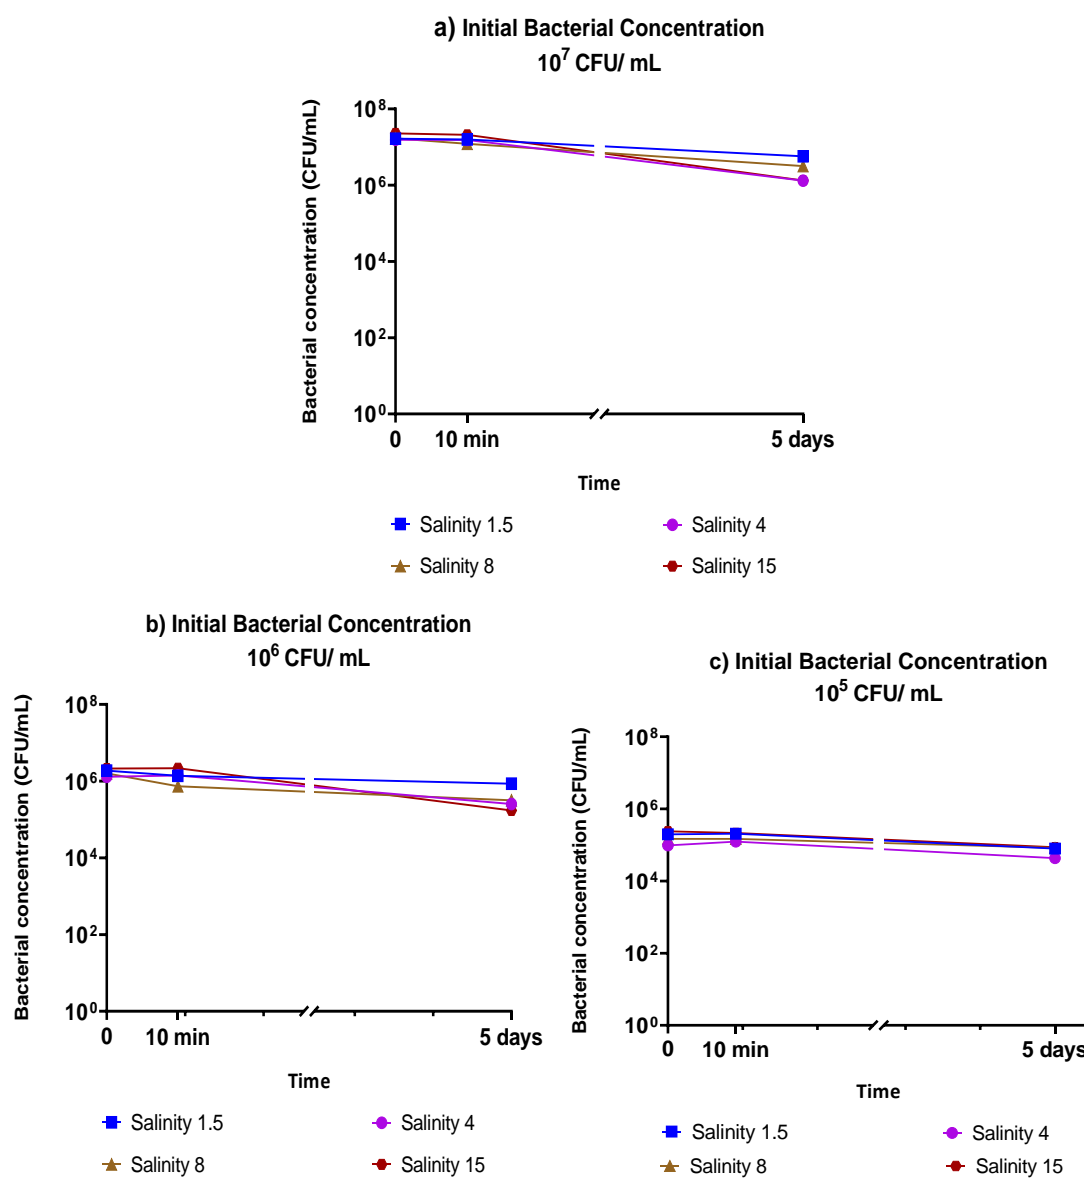 a) Initial Bacterial Concentration
10⁷ CFU/ mL
Bacterial concentration (CFU/mL)
10⁸
10⁶
10⁴
10²
10⁰
0 10 min 5 days
Time
Salinity 1.5 Salinity 4
Salinity 8 Salinity 15
b) Initial Bacterial Concentration
10⁶ CFU/ mL
Bacterial concentration (CFU/mL)
10⁸
10⁶
10⁴
10²
10⁰
0 10 min 5 days
Time
Salinity 1.5 Salinity 4
Salinity 8 Salinity 15
c) Initial Bacterial Concentration
10⁵ CFU/ mL
Bacterial concentration (CFU/mL)
10⁸
10⁶
10⁴
10²
10⁰
0 10 min 5 days
Time
Salinity 1.5 Salinity 4
Salinity 8 Salinity 15